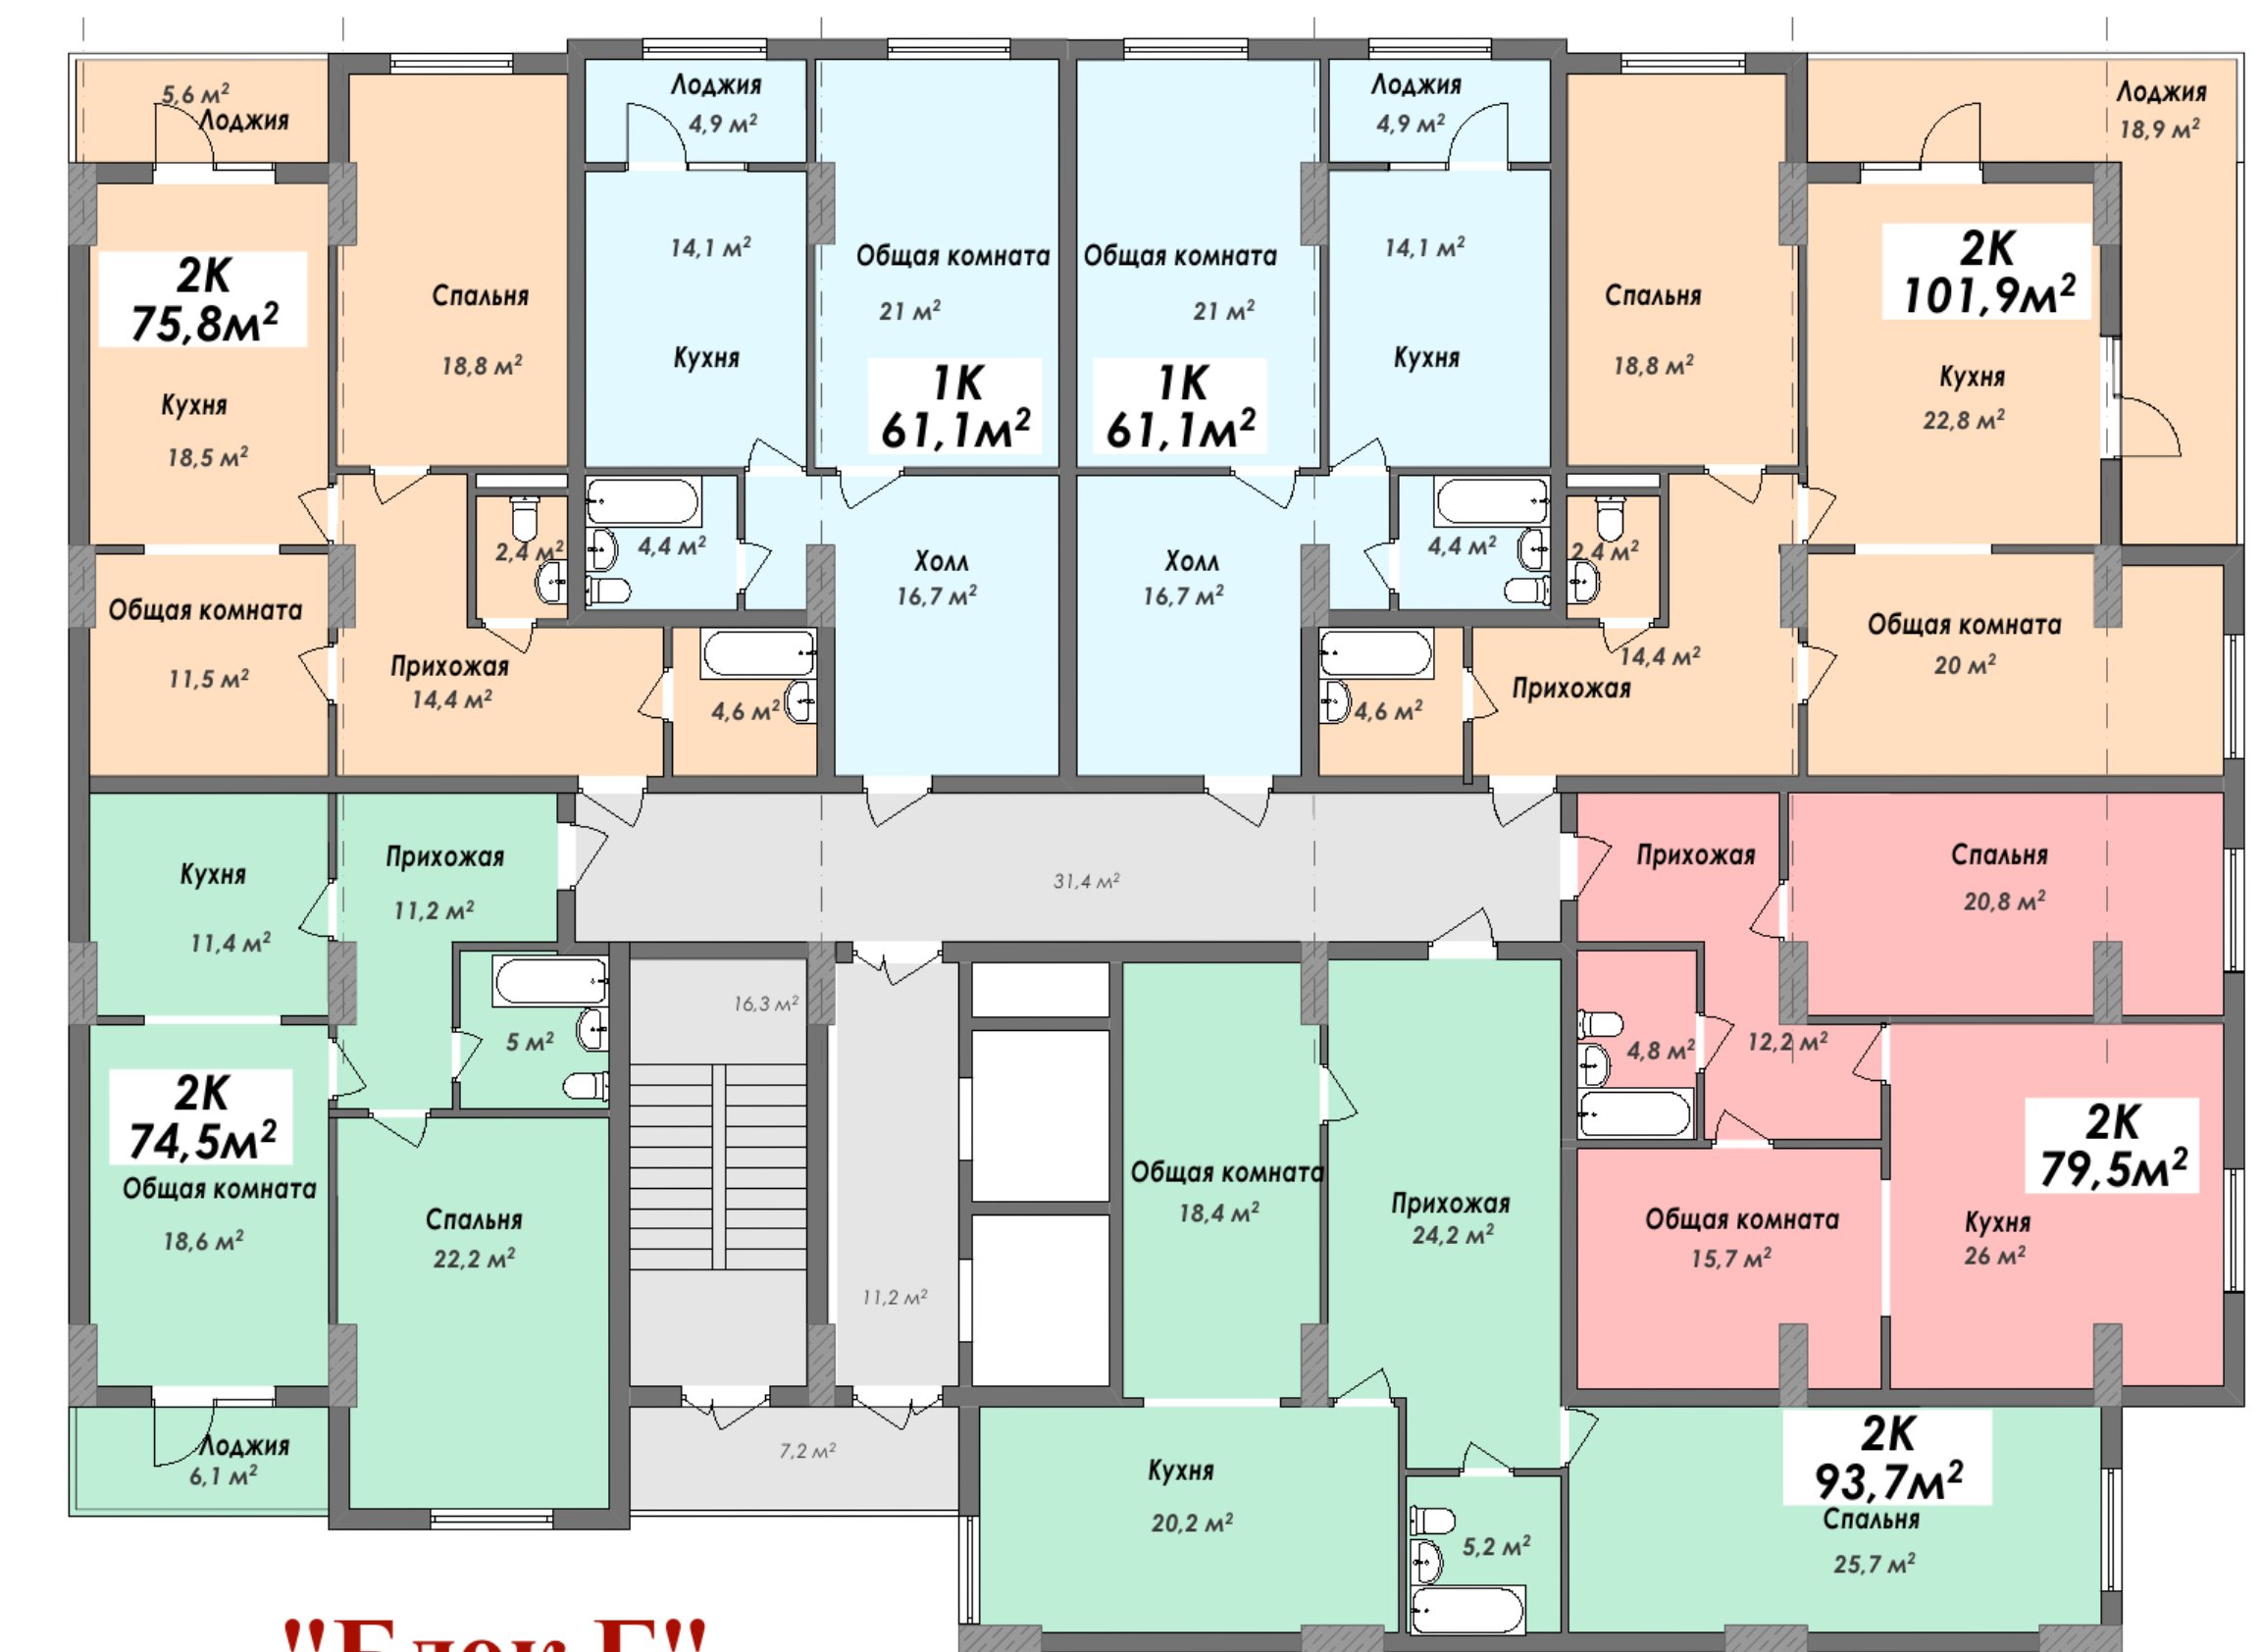 5,6 м²
Лоджия
2К
75,8м²
Кухня
18,5 м²
Спальня
18,8 м²
Общая комната
11,5 м²
Прихожая
14,4 м²
2,4 м²
4,6 м²
Лоджия
4,9 м²
14,1 м²
Кухня
4,4 м²
Общая комната
21 м²
1К
61,1м²
Холл
16,7 м²
Общая комната
21 м²
1К
61,1м²
Холл
16,7 м²
Лоджия
4,9 м²
14,1 м²
Кухня
4,4 м²
Спальня
18,8 м²
2,4 м²
14,4 м²
Прихожая
4,6 м²
Лоджия
18,9 м²
2К
101,9м²
Кухня
22,8 м²
Общая комната
20 м²
Кухня
11,4 м²
Прихожая
11,2 м²
5 м²
2К
74,5м²
Общая комната
18,6 м²
Спальня
22,2 м²
Лоджия
6,1 м²
31,4 м²
16,3 м²
11,2 м²
7,2 м²
Общая комната
18,4 м²
Прихожая
24,2 м²
Кухня
20,2 м²
5,2 м²
2К
93,7м²
Спальня
25,7 м²
Прихожая
Спальня
20,8 м²
4,8 м²
12,2 м²
2К
79,5м²
Общая комната
15,7 м²
Кухня
26 м²
"Блок Г"